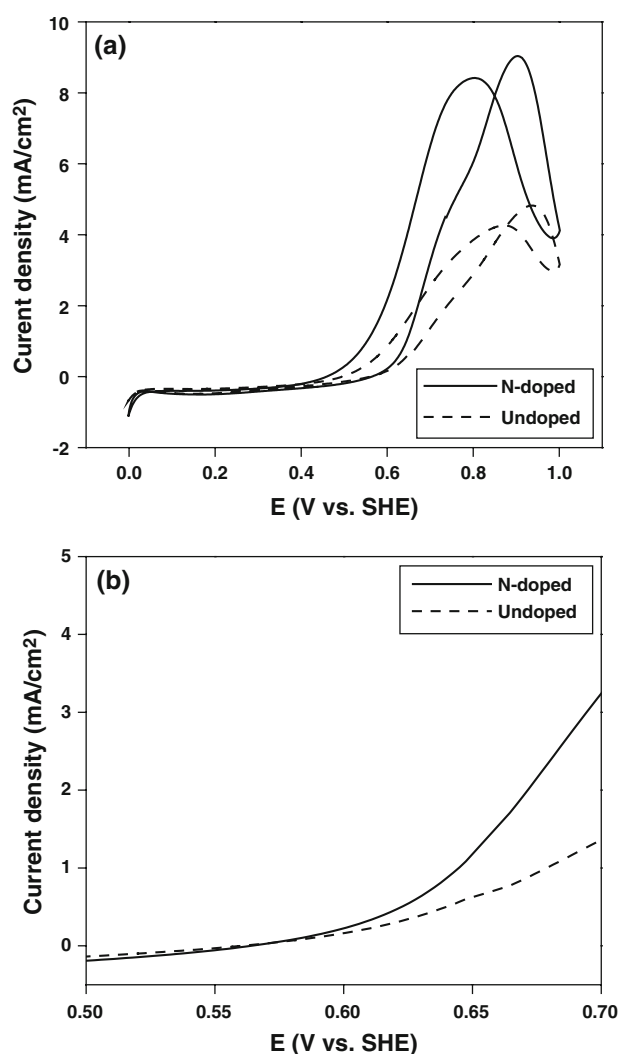 (a)
10
8
6
4
2
0
-2
Curent density (mA/cm2)
N-doped
Undoped
0.0 0.2 0.4 0.6 0.8 1.0
E (V vs. SHE)
(b)
5
4
3
2
1
0
Current density (mA/cm2)
N-doped
Undoped
0.50 0.55 0.60 0.65 0.70
E (V vs. SHE)